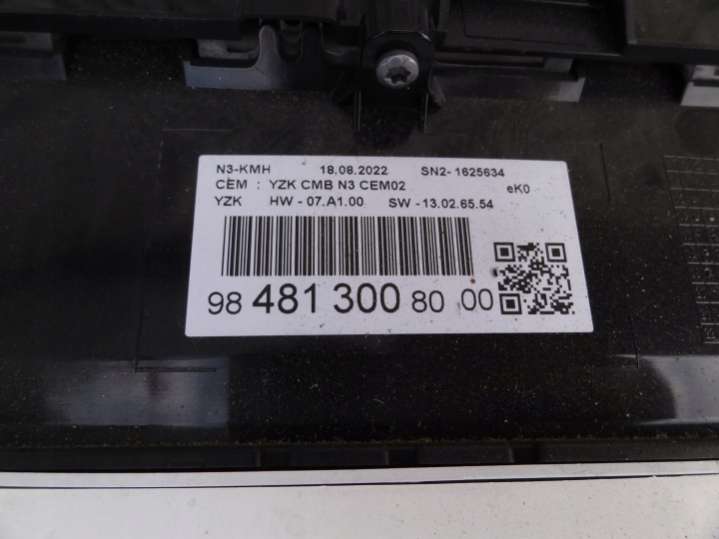 N3-KMH 18.08.2022 SN2- 1625634
CEM : YZK CMB N3 CEM02 eK0
YZK HW - 07.A1.00 SW - 13.02.65.54
98 481 300 80 00